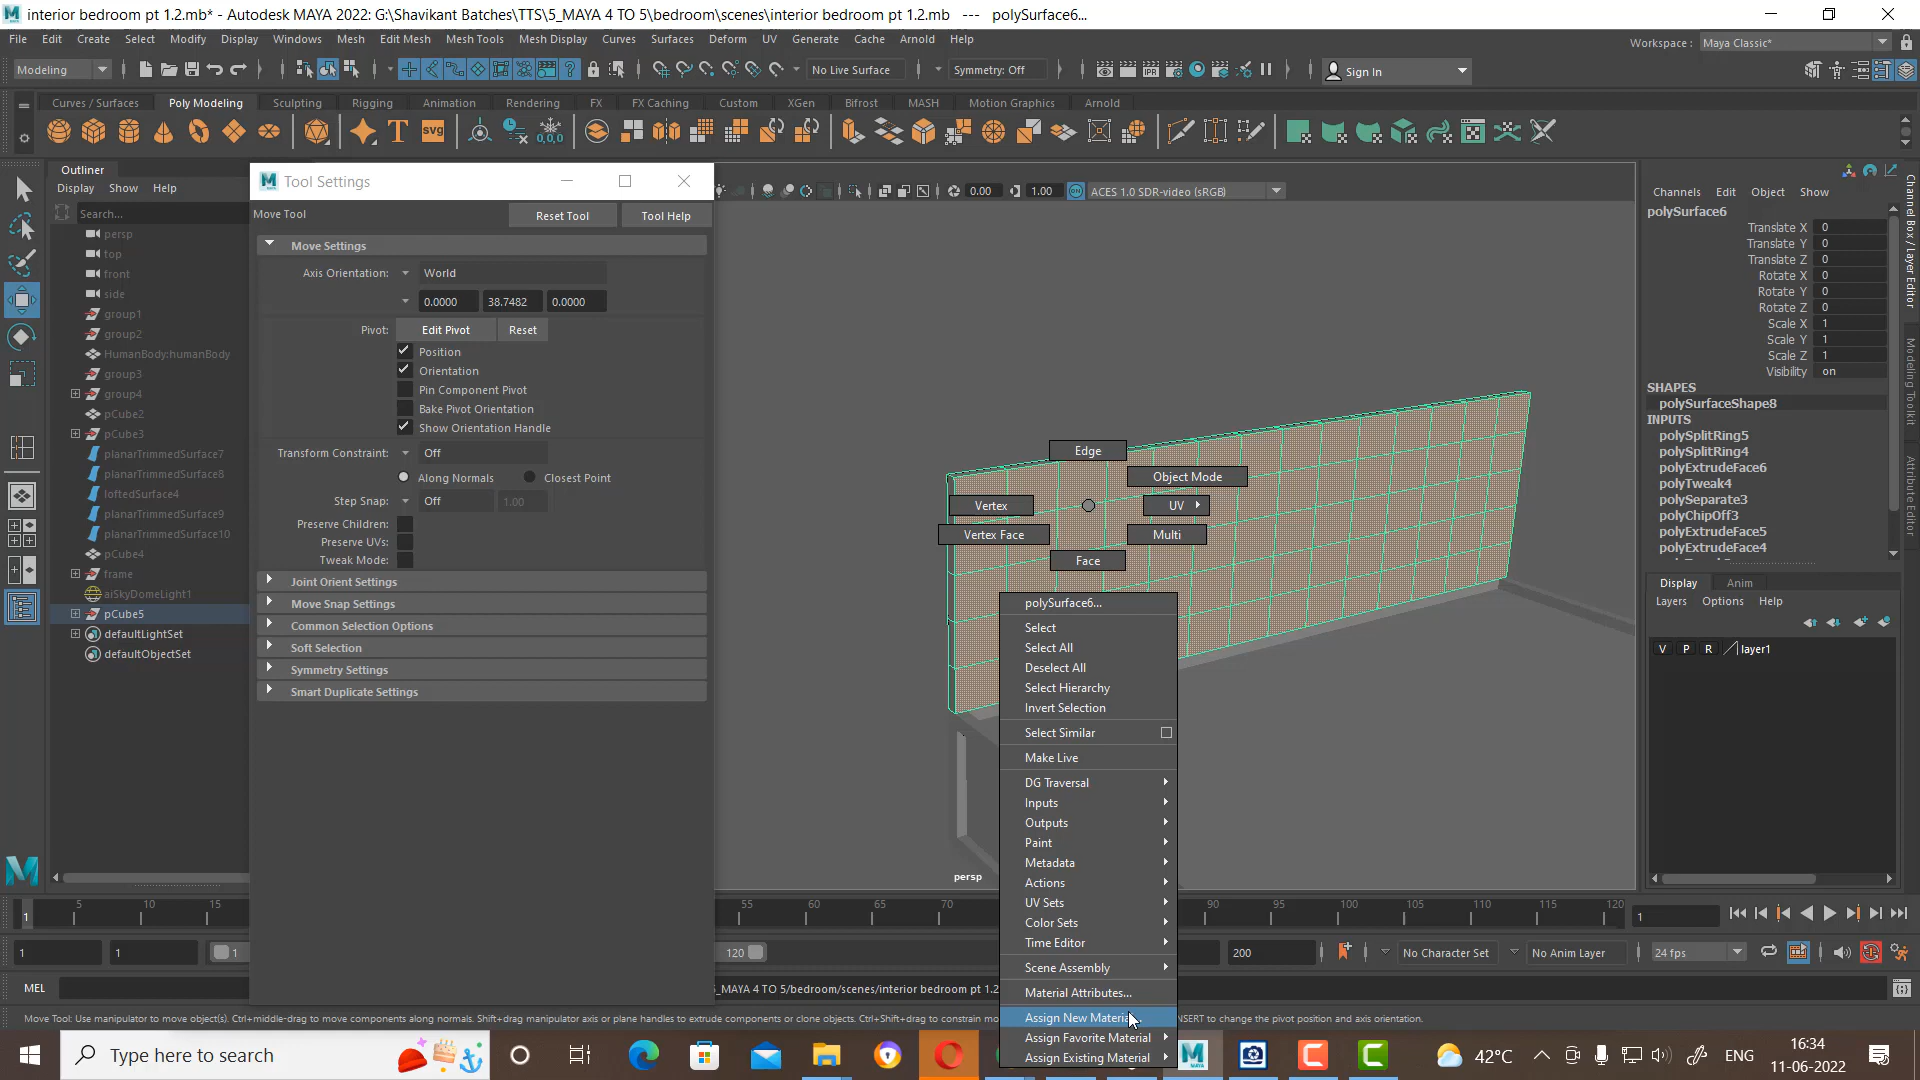 interior bedroom pt 1.2.mb* - Autodesk MAYA 2022: G:\Shavikant Batches\TTS\5_MAYA 4 TO 5\bedroom\scenes\interior bedroom pt 1.2.mb   ---   polySurface6...
File Edit Create Select Modify Display Windows Mesh Edit Mesh Mesh Tools Mesh Display Curves Surfaces Deform UV Generate Cache Arnold Help
Workspace : Maya Classic*
Modeling No Live Surface Symmetry: Off Sign In
Curves / Surfaces Poly Modeling Sculpting Rigging Animation Rendering FX FX Caching Custom XGen Bifrost MASH Motion Graphics Arnold
Outliner
Display Show Help
Search...
persp
top
front
side
group1
group2
HumanBody:humanBody
group3
group4
pCube2
pCube3
planarTrimmedSurface7
planarTrimmedSurface8
loftedSurface4
planarTrimmedSurface9
planarTrimmedSurface10
pCube4
frame
aiSkyDomeLight1
pCube5
defaultLightSet
defaultObjectSet
Tool Settings
Move Tool Reset Tool Tool Help
Move Settings
Axis Orientation: World
0.0000 38.7482 0.0000
Pivot: Edit Pivot Reset
Position
Orientation
Pin Component Pivot
Bake Pivot Orientation
Show Orientation Handle
Transform Constraint: Off
Along Normals Closest Point
Step Snap: Off 1.00
Preserve Children:
Preserve UVs:
Tweak Mode:
Joint Orient Settings
Move Snap Settings
Common Selection Options
Soft Selection
Symmetry Settings
Smart Duplicate Settings
0.00 1.00 ACES 1.0 SDR-video (sRGB)
Edge
Object Mode
Vertex UV
Vertex Face Multi
Face
polySurface6...
Select
Select All
Deselect All
Select Hierarchy
Invert Selection
Select Similar
Make Live
DG Traversal
Inputs
Outputs
Paint
Metadata
Actions
UV Sets
Color Sets
Time Editor
Scene Assembly
Material Attributes...
Assign New Materia
Assign Favorite Material
Assign Existing Material
persp
Channels Edit Object Show
polySurface6
Translate X 0
Translate Y 0
Translate Z 0
Rotate X 0
Rotate Y 0
Rotate Z 0
Scale X 1
Scale Y 1
Scale Z 1
Visibility on
SHAPES
polySurfaceShape8
INPUTS
polySplitRing5
polySplitRing4
polyExtrudeFace6
polyTweak4
polySeparate3
polyChipOff3
polyExtrudeFace5
polyExtrudeFace4
Display Anim
Layers Options Help
V P R layer1
Channel Box / Layer Editor
Modeling Toolkit
Attribute Editor
1 5 10 15 55 60 65 70 90 95 100 105 110 115 120 1
1 1 1 120 200 No Character Set No Anim Layer 24 fps
MEL 5_MAYA 4 TO 5/bedroom/scenes/interior bedroom pt 1.2
Move Tool: Use manipulator to move object(s). Ctrl+middle-drag to move components along normals. Shift+drag manipulator axis or plane handles to extrude components or clone objects. Ctrl+Shift+drag to constrain mo NSERT to change the pivot position and axis orientation.
Type here to search 42°C ENG 16:34
11-06-2022